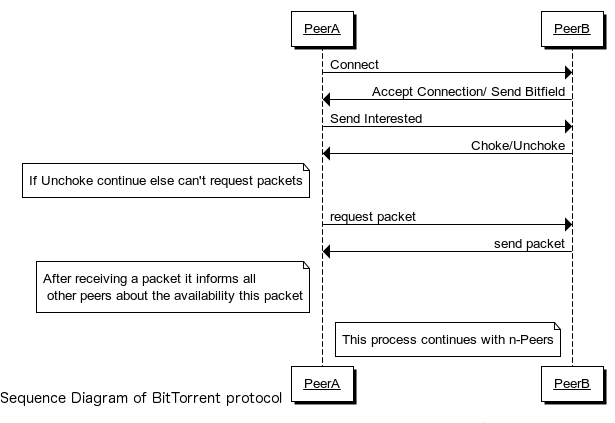 PeerA
PeerB
Connect
Accept Connection/ Send Bitfield
Send Interested
Choke/Unchoke
If Unchoke continue else can't request packets
request packet
send packet
After receiving a packet it informs all
other peers about the availability this packet
This process continues with n-Peers
PeerA
PeerB
Sequence Diagram of BitTorrent protocol